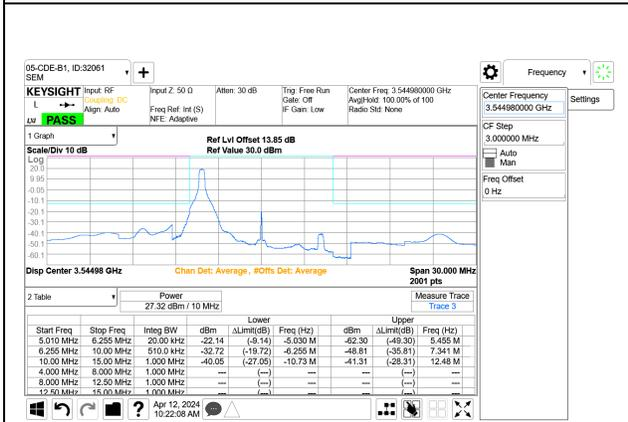 05-CDE-B1, ID:32061
SEM
Frequency
KEYSIGHT
L
LXI
PASS
Input: RF
Coupling: DC
Align: Auto
Input Z: 50 Ω
Freq Ref: Int (S)
NFE: Adaptive
Atten: 30 dB
Trig: Free Run
Gate: Off
IF Gain: Low
Center Freq: 3.544980000 GHz
Avg|Hold: 100.00% of 100
Radio Std: None
Center Frequency
3.544980000 GHz
Settings
CF Step
3.000000 MHz
Auto
Man
Freq Offset
0 Hz
1 Graph
Scale/Div 10 dB
Ref Lvl Offset 13.85 dB
Ref Value 30.0 dBm
Log
20.0
9.95
-0.05
-10.1
-20.1
-30.1
-40.1
-50.1
-60.1
Disp Center 3.54498 GHz
Chan Det: Average , #Offs Det: Average
Span 30.000 MHz
2001 pts
2 Table
Power
27.32 dBm / 10 MHz
Measure Trace
Trace 3
Lower Upper
Start Freq Stop Freq Integ BW dBm ΔLimit(dB) Freq (Hz) dBm ΔLimit(dB) Freq (Hz)
5.010 MHz 6.255 MHz 20.00 kHz -22.14 (-9.14) -5.030 M -62.30 (-49.30) 5.455 M
6.255 MHz 10.00 MHz 510.0 kHz -32.72 (-19.72) -6.255 M -48.81 (-35.81) 7.341 M
10.00 MHz 15.00 MHz 1.000 MHz -40.05 (-27.05) -10.73 M -41.31 (-28.31) 12.48 M
4.000 MHz 8.000 MHz 1.000 MHz --- (---) --- --- (---) ---
8.000 MHz 12.50 MHz 1.000 MHz --- (---) --- --- (---) ---
12.50 MHz 15.00 MHz 1.000 MHz --- (---) --- --- (---) ---
?
Apr 12, 2024
10:22:08 AM